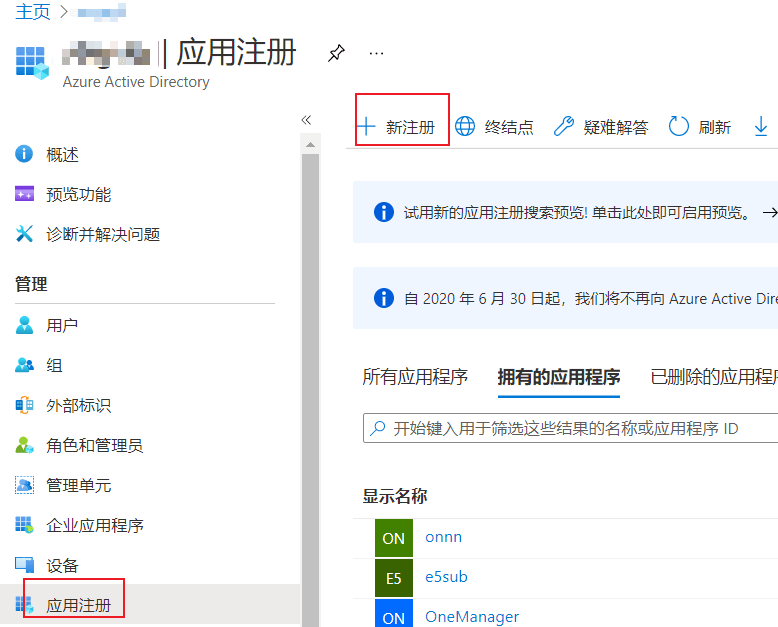 主页
| 应用注册
Azure Active Directory
概述
预览功能
诊断并解决问题
管理
用户
组
外部标识
角色和管理员
管理单元
企业应用程序
设备
应用注册
新注册 终结点 疑难解答 刷新
试用新的应用注册搜索预览! 单击此处即可启用预览。
自 2020 年 6 月 30 日起，我们将不再向 Azure Active Dire
所有应用程序 拥有的应用程序 已删除的应用程序
开始键入用于筛选这些结果的名称或应用程序 ID
显示名称
ON onnn
E5 e5sub
ON OneManager